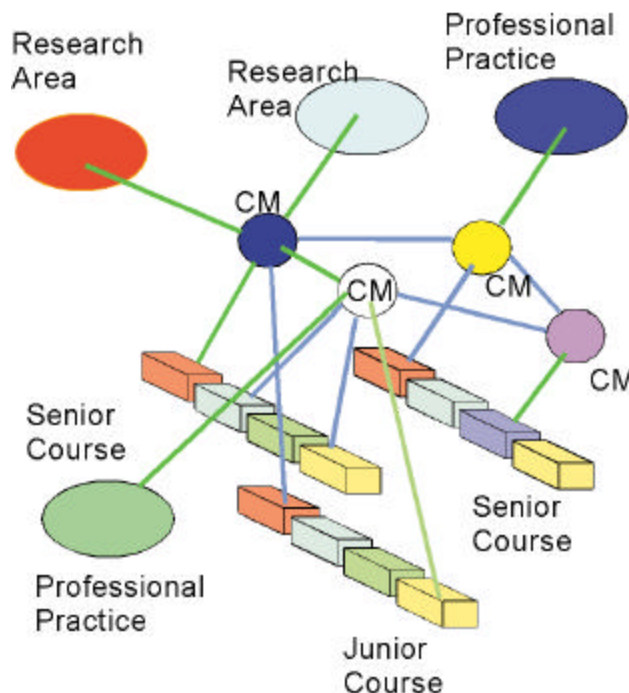 Research
Area
Research
Area
Professional
Practice
CM
CM
CM
CM
Senior
Course
Senior
Course
Professional
Practice
Junior
Course